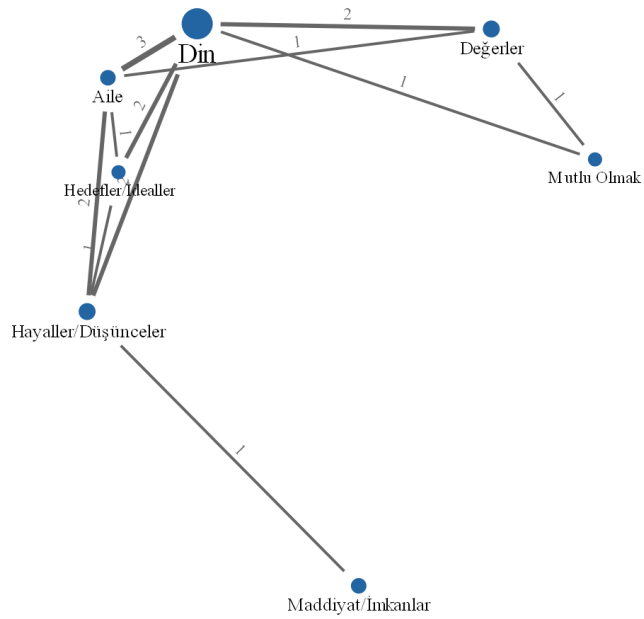 2
3
1
Din
Değerler
Aile
1
1
2
1
Hedefler/İdealler
2
Mutlu Olmak
2
1
Hayaller/Düşünceler
1
Maddiyat/İmkanlar